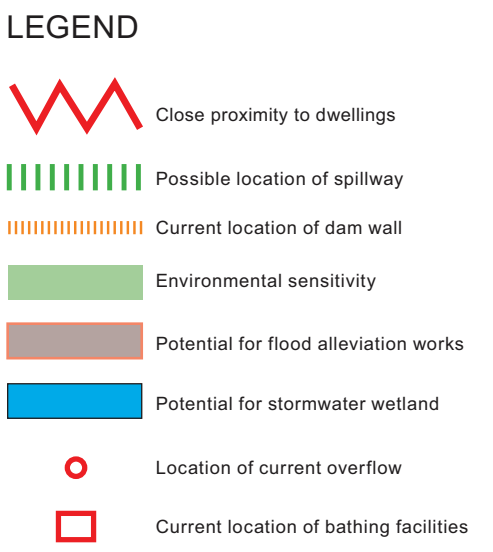 LEGEND
Close proximity to dwellings
Possible location of spillway
Current location of dam wall
Environmental sensitivity
Potential for flood alleviation works
Potential for stormwater wetland
Location of current overflow
Current location of bathing facilities